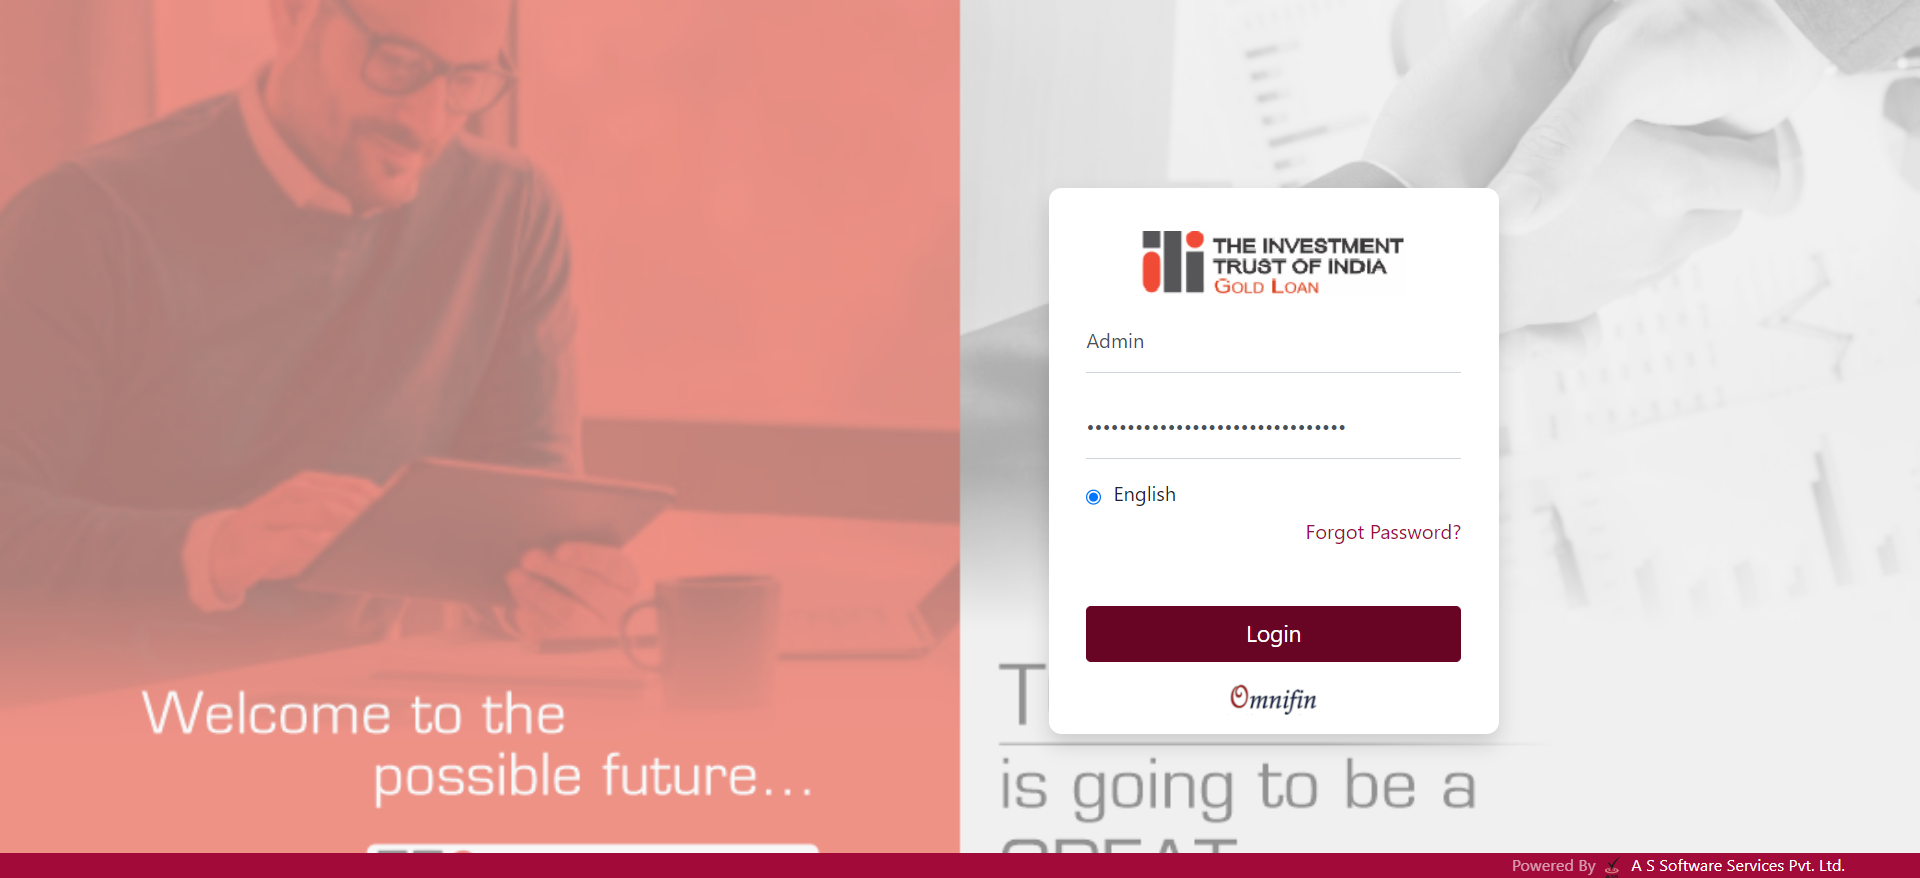 THE INVESTMENT
TRUST OF INDIA
GOLD LOAN
Admin
••••••••••••••••••••••••••••••••
English
Forgot Password?
Login
Omnifin
Welcome to the
possible future...
T
is going to be a
GREAT
Powered By A S Software Services Pvt. Ltd.